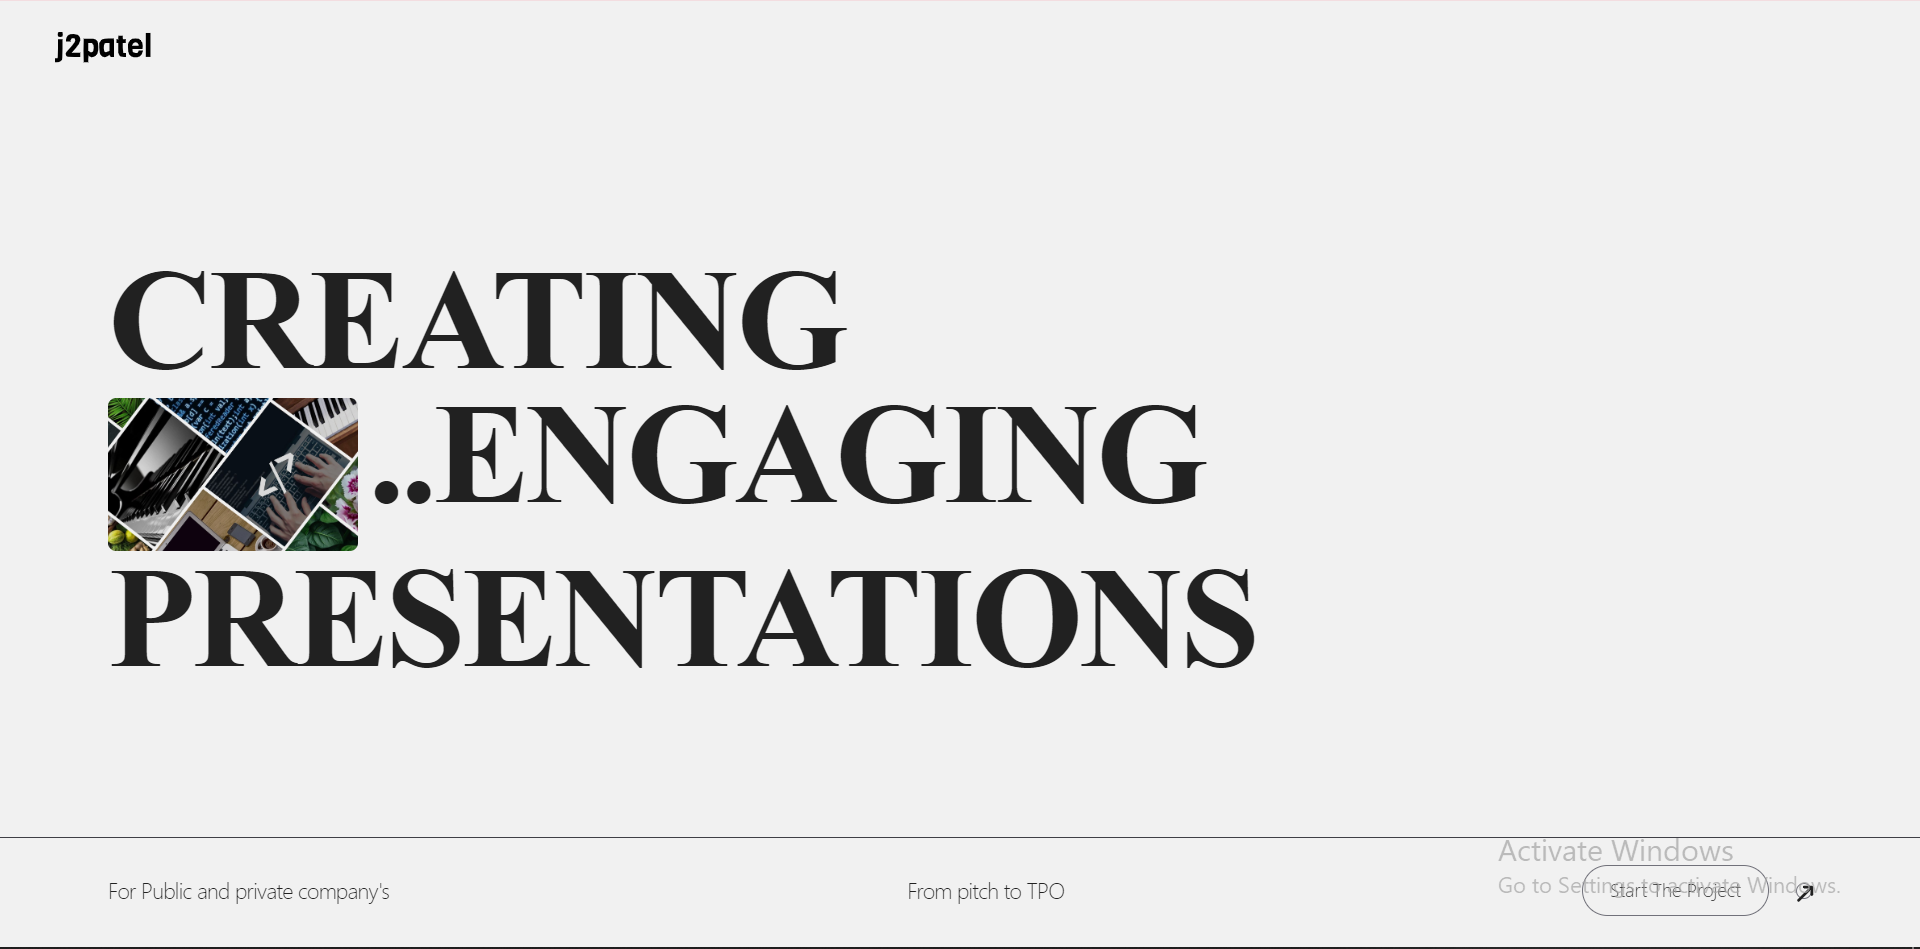 j2patel
CREATING
..ENGAGING
PRESENTATIONS
Activate Windows
For Public and private company's
From pitch to TPO
Start The Project
Go to Settings to activate Windows.